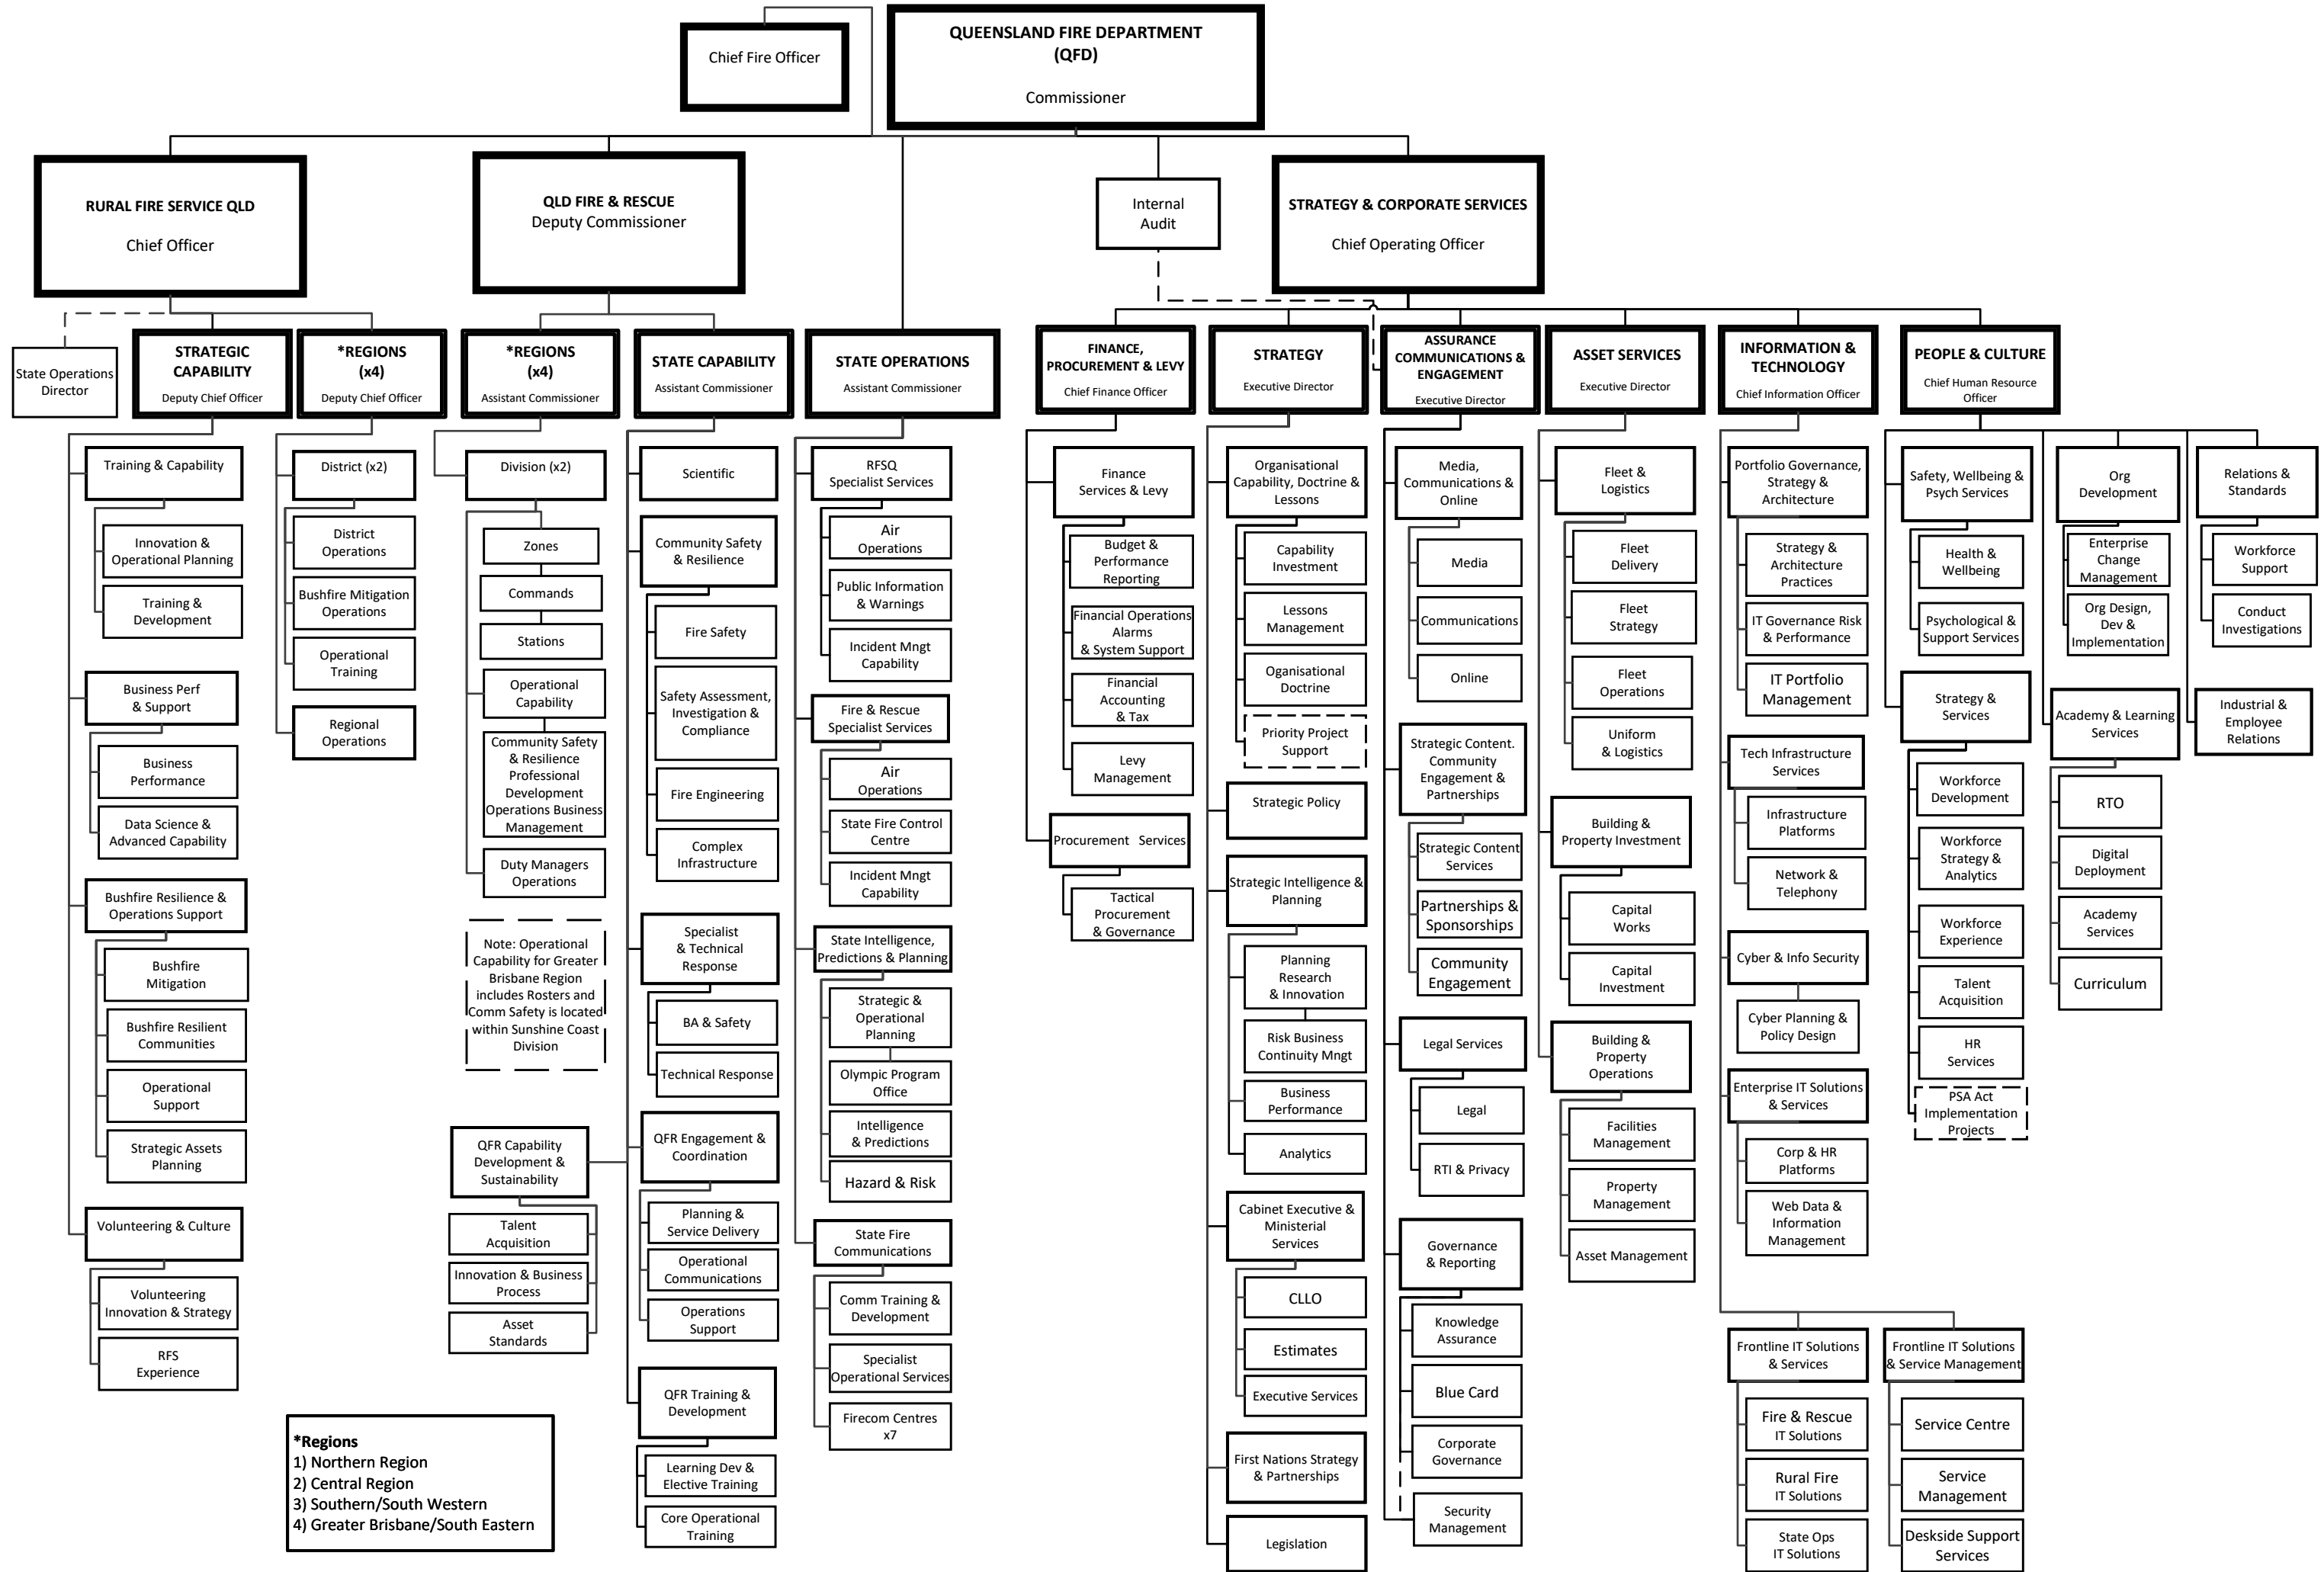 Chief Fire Officer
QUEENSLAND FIRE DEPARTMENT
(QFD)
Commissioner
RURAL FIRE SERVICE QLD
Chief Officer
QLD FIRE & RESCUE
Deputy Commissioner
Internal
Audit
STRATEGY & CORPORATE SERVICES
Chief Operating Officer
State Operations
Director
STRATEGIC
CAPABILITY
Deputy Chief Officer
*REGIONS
(x4)
Deputy Chief Officer
*REGIONS
(x4)
Assistant Commissioner
STATE CAPABILITY
Assistant Commissioner
STATE OPERATIONS
Assistant Commissioner
FINANCE,
PROCUREMENT & LEVY
Chief Finance Officer
STRATEGY
Executive Director
ASSURANCE
COMMUNICATIONS &
ENGAGEMENT
Executive Director
ASSET SERVICES
Executive Director
INFORMATION &
TECHNOLOGY
Chief Information Officer
PEOPLE & CULTURE
Chief Human Resource
Officer
Training & Capability
Innovation &
Operational Planning
Training &
Development
Business Perf
& Support
Business
Performance
Data Science &
Advanced Capability
Bushfire Resilience &
Operations Support
Bushfire
Mitigation
Bushfire Resilient
Communities
Operational
Support
Strategic Assets
Planning
Volunteering & Culture
Volunteering
Innovation & Strategy
RFS
Experience
District (x2)
District
Operations
Bushfire Mitigation
Operations
Operational
Training
Regional
Operations
Division (x2)
Zones
Commands
Stations
Operational
Capability
Community Safety
& Resilience
Professional
Development
Operations Business
Management
Duty Managers
Operations
Note: Operational
Capability for Greater
Brisbane Region
includes Rosters and
Comm Safety is located
within Sunshine Coast
Division
QFR Capability
Development &
Sustainability
Talent
Acquisition
Innovation & Business
Process
Asset
Standards
Scientific
Community Safety
& Resilience
Fire Safety
Safety Assessment,
Investigation &
Compliance
Fire Engineering
Complex
Infrastructure
Specialist
& Technical
Response
BA & Safety
Technical Response
QFR Engagement &
Coordination
Planning &
Service Delivery
Operational
Communications
Operations
Support
QFR Training &
Development
Learning Dev &
Elective Training
Core Operational
Training
RFSQ
Specialist Services
Air
Operations
Public Information
& Warnings
Incident Mngt
Capability
Fire & Rescue
Specialist Services
Air
Operations
State Fire Control
Centre
Incident Mngt
Capability
State Intelligence,
Predictions & Planning
Strategic &
Operational
Planning
Olympic Program
Office
Intelligence
& Predictions
Hazard & Risk
State Fire
Communications
Comm Training &
Development
Specialist
Operational Services
Firecom Centres
x7
Finance
Services & Levy
Budget &
Performance
Reporting
Financial Operations
Alarms
& System Support
Financial
Accounting
& Tax
Levy
Management
Procurement Services
Tactical
Procurement
& Governance
Organisational
Capability, Doctrine &
Lessons
Capability
Investment
Lessons
Management
Oganisational
Doctrine
Priority Project
Support
Strategic Policy
Strategic Intelligence &
Planning
Planning
Research
& Innovation
Risk Business
Continuity Mngt
Business
Performance
Analytics
Cabinet Executive &
Ministerial
Services
CLLO
Estimates
Executive Services
First Nations Strategy
& Partnerships
Legislation
Media,
Communications &
Online
Media
Communications
Online
Strategic Content.
Community
Engagement &
Partnerships
Strategic Content
Services
Partnerships &
Sponsorships
Community
Engagement
Legal Services
Legal
RTI & Privacy
Governance
& Reporting
Knowledge
Assurance
Blue Card
Corporate
Governance
Security
Management
Fleet &
Logistics
Fleet
Delivery
Fleet
Strategy
Fleet
Operations
Uniform
& Logistics
Building &
Property Investment
Capital
Works
Capital
Investment
Building &
Property
Operations
Facilities
Management
Property
Management
Asset Management
Portfolio Governance,
Strategy &
Architecture
Strategy &
Architecture
Practices
IT Governance Risk
& Performance
IT Portfolio
Management
Tech Infrastructure
Services
Infrastructure
Platforms
Network &
Telephony
Cyber & Info Security
Cyber Planning &
Policy Design
Enterprise IT Solutions
& Services
Corp & HR
Platforms
Web Data &
Information
Management
Frontline IT Solutions
& Services
Fire & Rescue
IT Solutions
Rural Fire
IT Solutions
State Ops
IT Solutions
Frontline IT Solutions
& Service Management
Service Centre
Service
Management
Deskside Support
Services
Safety, Wellbeing &
Psych Services
Health &
Wellbeing
Psychological &
Support Services
Strategy &
Services
Workforce
Development
Workforce
Strategy &
Analytics
Workforce
Experience
Talent
Acquisition
HR
Services
PSA Act
Implementation
Projects
Org
Development
Enterprise
Change
Management
Org Design,
Dev &
Implementation
Academy & Learning
Services
RTO
Digital
Deployment
Academy
Services
Curriculum
Relations &
Standards
Workforce
Support
Conduct
Investigations
Industrial &
Employee
Relations
*Regions
1) Northern Region
2) Central Region
3) Southern/South Western
4) Greater Brisbane/South Eastern